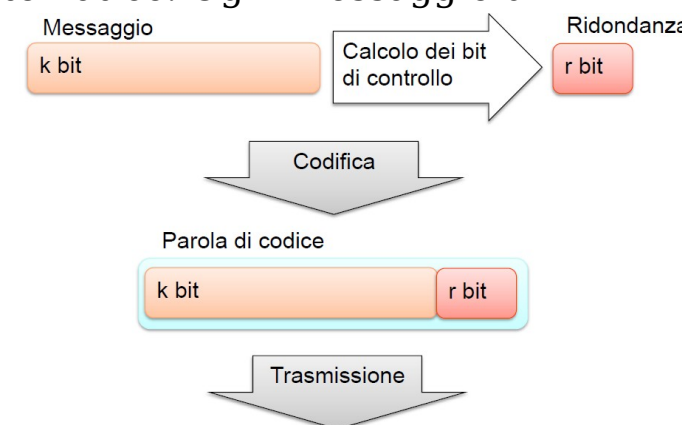 Messaggio
Ridondanza
k bit
Calcolo dei bit
di controllo
r bit
Codifica
Parola di codice
k bit
r bit
Trasmissione